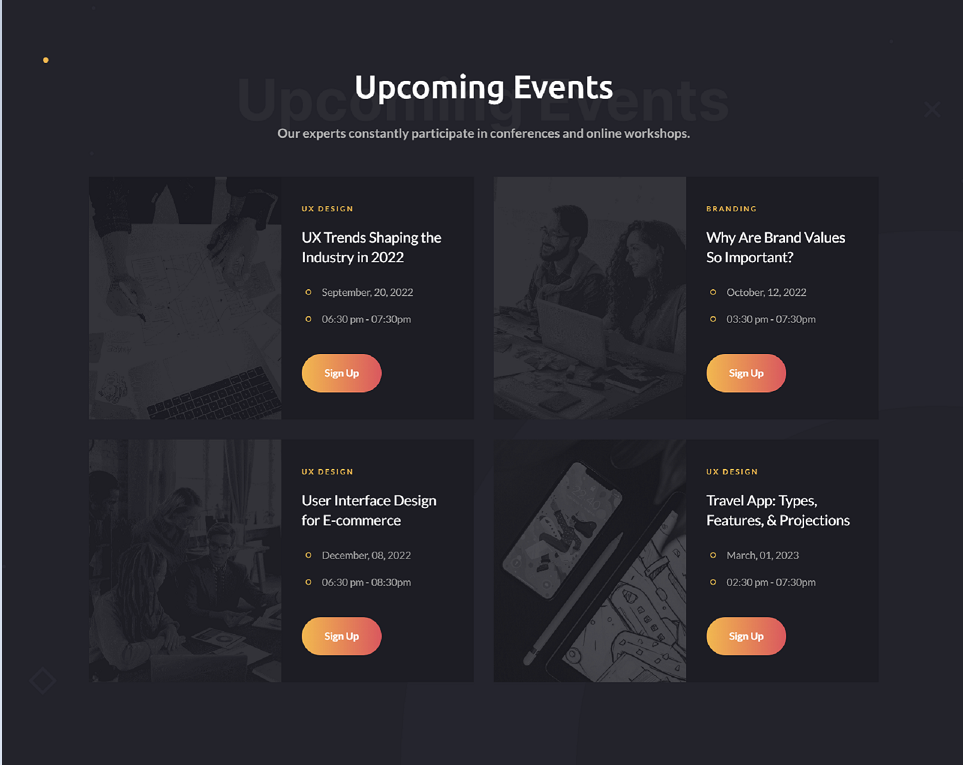 Upcoming Events
Upcoming Events
Our experts constantly participate in conferences and online workshops.
UX DESIGN
UX Trends Shaping the
Industry in 2022
September, 20, 2022
06:30 pm - 07:30pm
Sign Up
BRANDING
Why Are Brand Values
So Important?
October, 12, 2022
03:30 pm - 07:30pm
Sign Up
UX DESIGN
User Interface Design
for E-commerce
December, 08, 2022
06:30 pm - 08:30pm
Sign Up
UX DESIGN
Travel App: Types,
Features, & Projections
March, 01, 2023
02:30 pm - 07:30pm
Sign Up